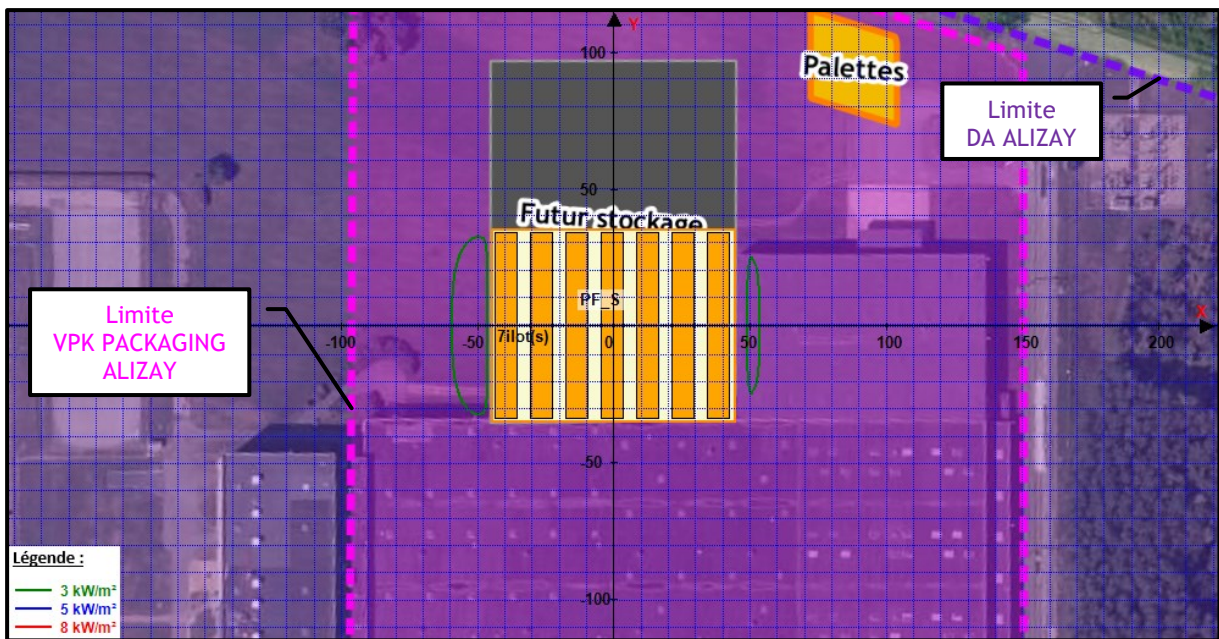 Y
100
Palettes
Limite
DA ALIZAY
50
Futur stockage
PF_S
Limite
VPK PACKAGING
ALIZAY
X
-100
-50
7ilot(s)
0
50
100
150
200
-50
-100
Légende :
3 kW/m²
5 kW/m²
8 kW/m²